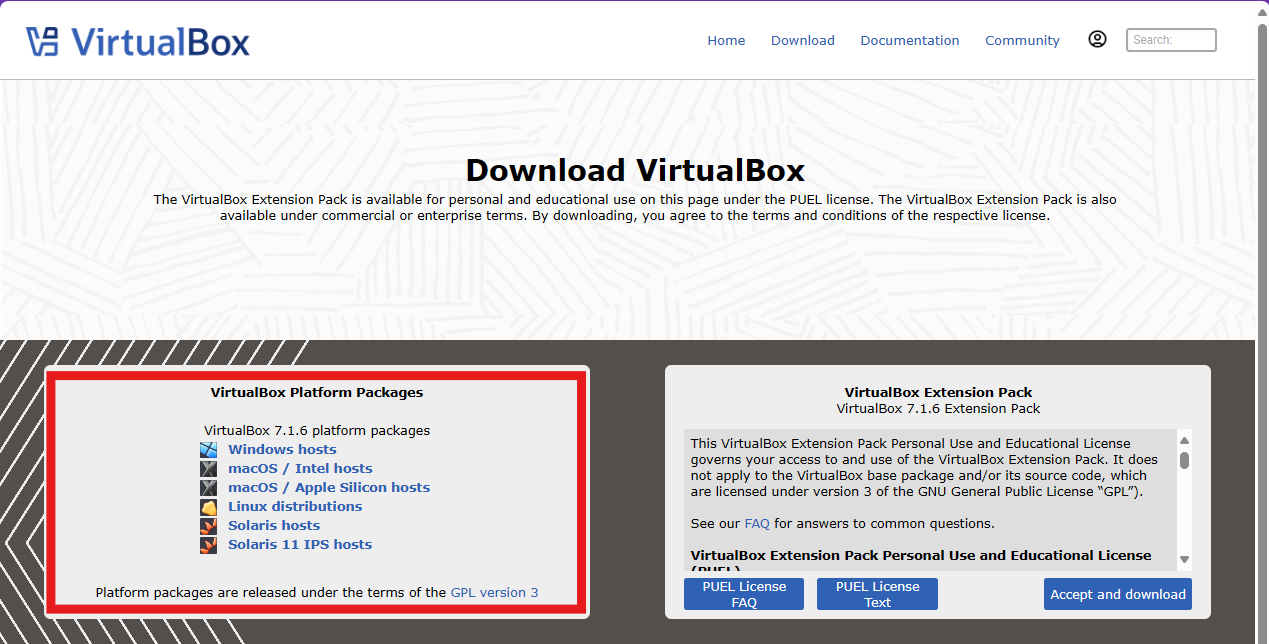 VirtualBox
Home Download Documentation Community Search:
Download VirtualBox
The VirtualBox Extension Pack is available for personal and educational use on this page under the PUEL license. The VirtualBox Extension Pack is also
available under commercial or enterprise terms. By downloading, you agree to the terms and conditions of the respective license.
VirtualBox Platform Packages
VirtualBox 7.1.6 platform packages
Windows hosts
macOS / Intel hosts
macOS / Apple Silicon hosts
Linux distributions
Solaris hosts
Solaris 11 IPS hosts
Platform packages are released under the terms of the GPL version 3
VirtualBox Extension Pack
VirtualBox 7.1.6 Extension Pack
This VirtualBox Extension Pack Personal Use and Educational License
governs your access to and use of the VirtualBox Extension Pack. It does
not apply to the VirtualBox base package and/or its source code, which
are licensed under version 3 of the GNU General Public License “GPL”).
See our FAQ for answers to common questions.
VirtualBox Extension Pack Personal Use and Educational License
(PUEL)
PUEL License
FAQ
PUEL License
Text
Accept and download